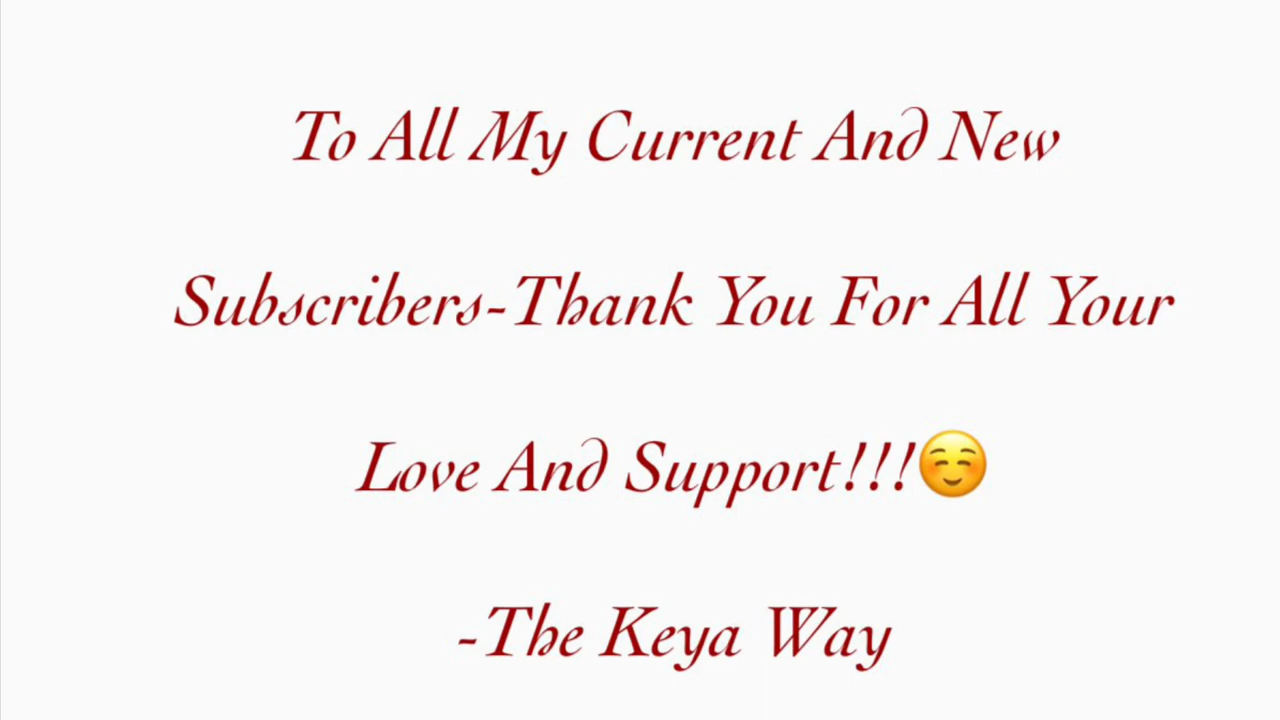 To All My Current And New
Subscribers-Thank You For All Your
Love And Support!!!☺️
-The Keya Way